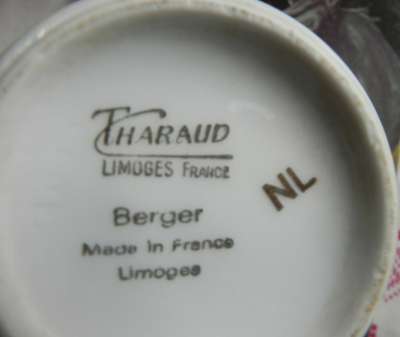 THARAUD
LIMOGES FRANCE
NL
Berger
Made in France
Limoges